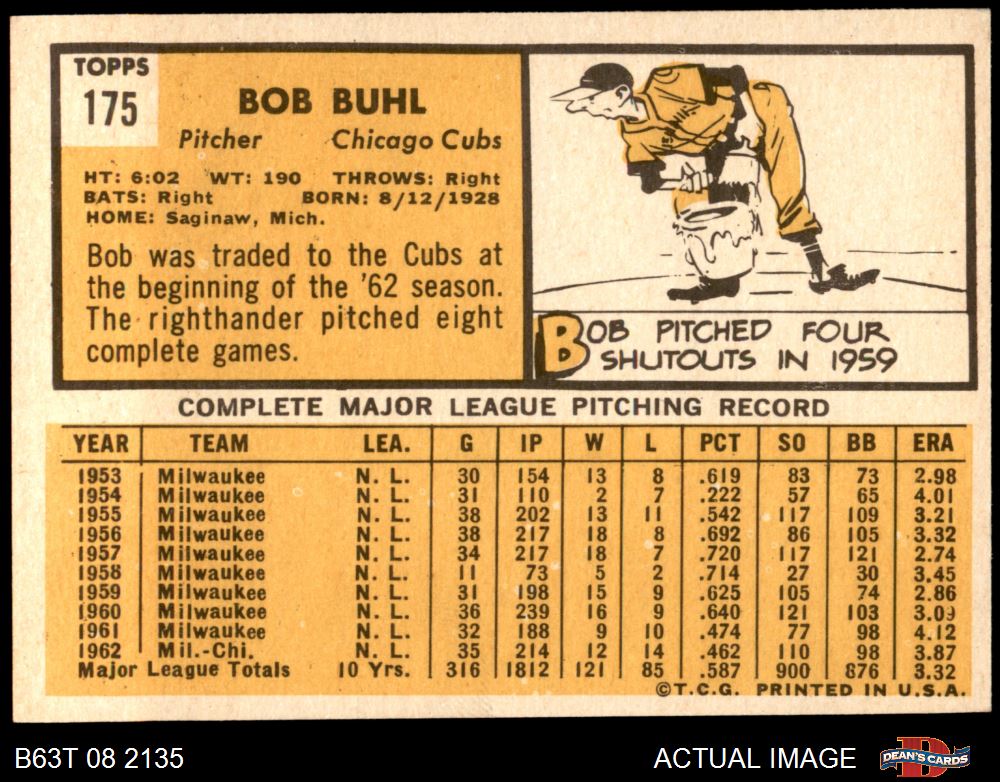 TOPPS
175
BOB BUHL
Pitcher Chicago Cubs
HT: 6:02 WT: 190 THROWS: Right
BATS: Right BORN: 8/12/1928
HOME: Saginaw, Mich.
Bob was traded to the Cubs at
the beginning of the '62 season.
The righthander pitched eight
complete games.
BOB PITCHED FOUR
SHUTOUTS IN 1959
COMPLETE MAJOR LEAGUE PITCHING RECORD
YEAR TEAM LEA. G IP W L PCT SO BB ERA
1953 Milwaukee N. L. 30 154 13 8 .619 83 73 2.98
1954 Milwaukee N. L. 31 110 2 7 .222 57 65 4.01
1955 Milwaukee N. L. 38 202 13 11 .542 117 109 3.21
1956 Milwaukee N. L. 38 217 18 8 .692 86 105 3.32
1957 Milwaukee N. L. 34 217 18 7 .720 117 121 2.74
1958 Milwaukee N. L. 11 73 5 2 .714 27 30 3.45
1959 Milwaukee N. L. 31 198 15 9 .625 105 74 2.86
1960 Milwaukee N. L. 36 239 16 9 .640 121 103 3.09
1961 Milwaukee N. L. 32 188 9 10 .474 77 98 4.12
1962 Mil.-Chi. N. L. 35 214 12 14 .462 110 98 3.87
Major League Totals 10 Yrs. 316 1812 121 85 .587 900 876 3.32
©T.C.G. PRINTED IN U.S.A.
B63T 08 2135 ACTUAL IMAGE DEAN'S CARDS